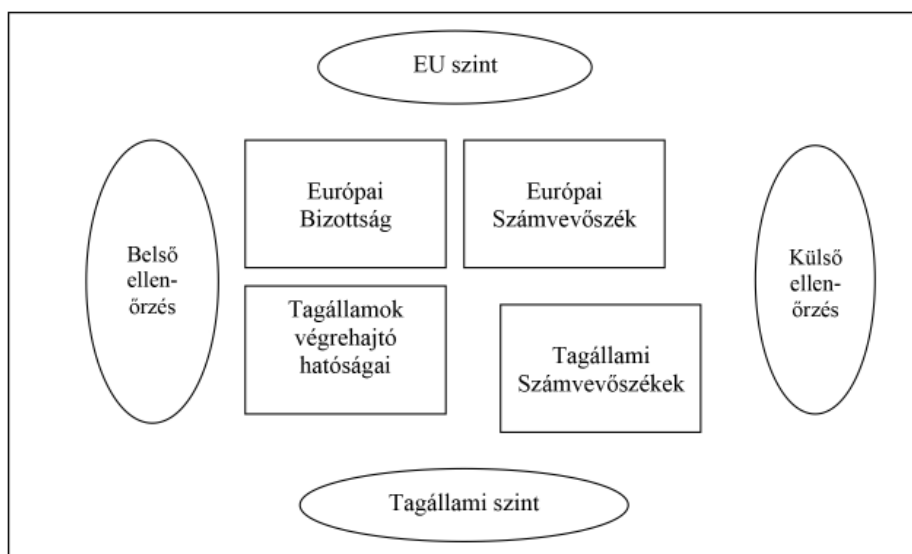 EU szint
Európai
Bizottság
Európai
Számvevőszék
Belső
ellen-
őrzés
Külső
ellen-
őrzés
Tagállamok
végrehajtó
hatóságai
Tagállami
Számvevőszékek
Tagállami szint